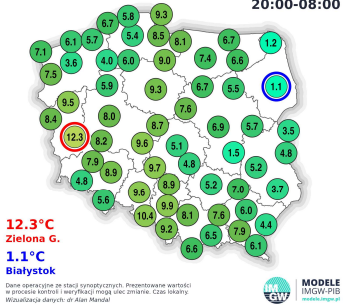 20:00-08:00
5.8 9.3
6.7
5.4 8.5 8.1 6.7 1.2
7.1 6.1 5.7
3.6 4.0 6.0 9.0 7.4 6.6
7.5
5.9 9.3 6.7 5.5 1.1
9.5
7.6
8.4 8.0 8.7 6.9 5.7 3.5
12.3 8.2 9.6 5.1 1.5 4.8
7.9 9.7 4.8 5.2
4.8 8.9 8.9 5.2 7.0 3.7
5.6 9.6 9.9
10.4 8.1 7.6 6.0 4.4
9.2 6.5 7.9
6.6 6.1
12.3°C
Zielona G.
1.1°C
Białystok
Dane operacyjne ze stacji synoptycznych. Prezentowane wartości
w procesie kontroli i weryfikacji mogą ulec zmianie. Czas lokalny.
Wizualizacja danych: dr Alan Mandal
IM
GW
MODELE
IMGW-PIB